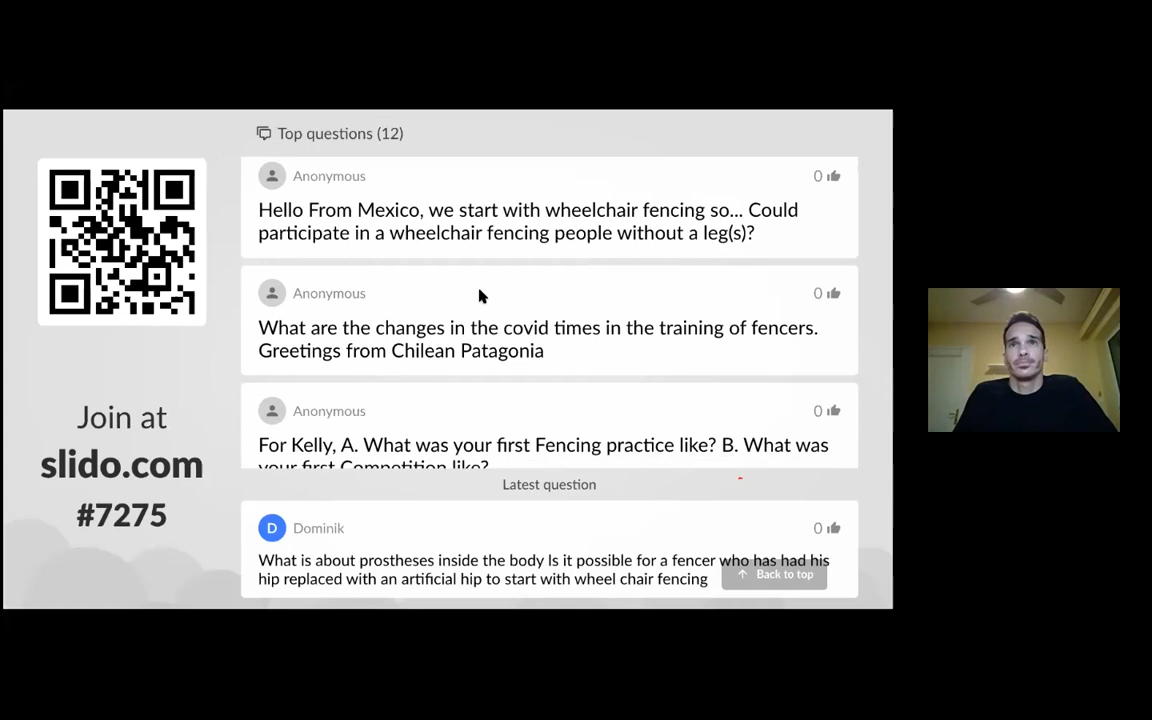 Top questions (12)
Anonymous
0
Hello From Mexico, we start with wheelchair fencing so... Could
participate in a wheelchair fencing people without a leg(s)?
Anonymous
0
What are the changes in the covid times in the training of fencers.
Greetings from Chilean Patagonia
Anonymous
0
For Kelly, A. What was your first Fencing practice like? B. What was
your first Competition like?
Latest question
D
Dominik
0
What is about prostheses inside the body Is it possible for a fencer who has had his
hip replaced with an artificial hip to start with wheel chair fencing
Back to top
Join at
slido.com
#7275